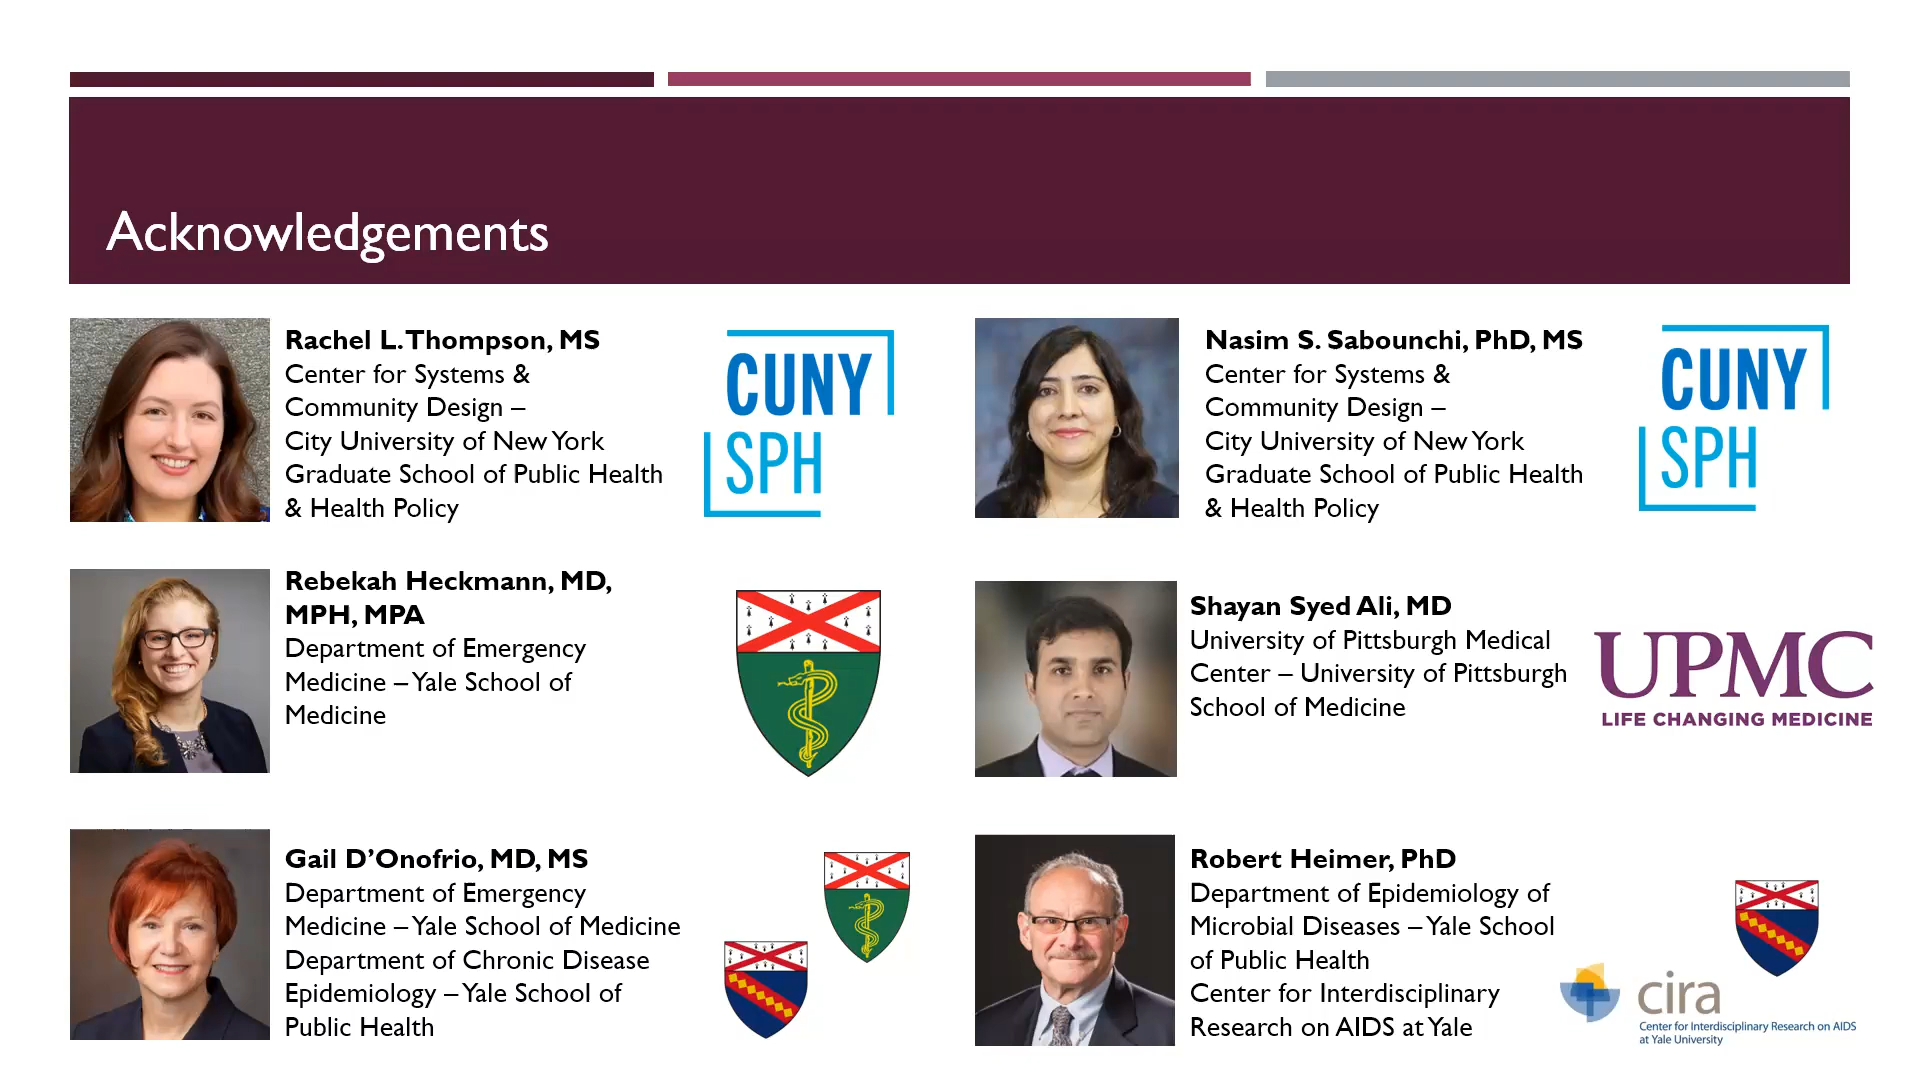 Acknowledgements
Rachel L. Thompson, MS
Center for Systems &
Community Design –
City University of New York
Graduate School of Public Health
& Health Policy
CUNY
SPH
Nasim S. Sabounchi, PhD, MS
Center for Systems &
Community Design –
City University of New York
Graduate School of Public Health
& Health Policy
CUNY
SPH
Rebekah Heckmann, MD,
MPH, MPA
Department of Emergency
Medicine – Yale School of
Medicine
Shayan Syed Ali, MD
University of Pittsburgh Medical
Center – University of Pittsburgh
School of Medicine
UPMC
LIFE CHANGING MEDICINE
Gail D’Onofrio, MD, MS
Department of Emergency
Medicine – Yale School of Medicine
Department of Chronic Disease
Epidemiology – Yale School of
Public Health
Robert Heimer, PhD
Department of Epidemiology of
Microbial Diseases – Yale School
of Public Health
Center for Interdisciplinary
Research on AIDS at Yale
cira
Center for Interdisciplinary Research on AIDS
at Yale University